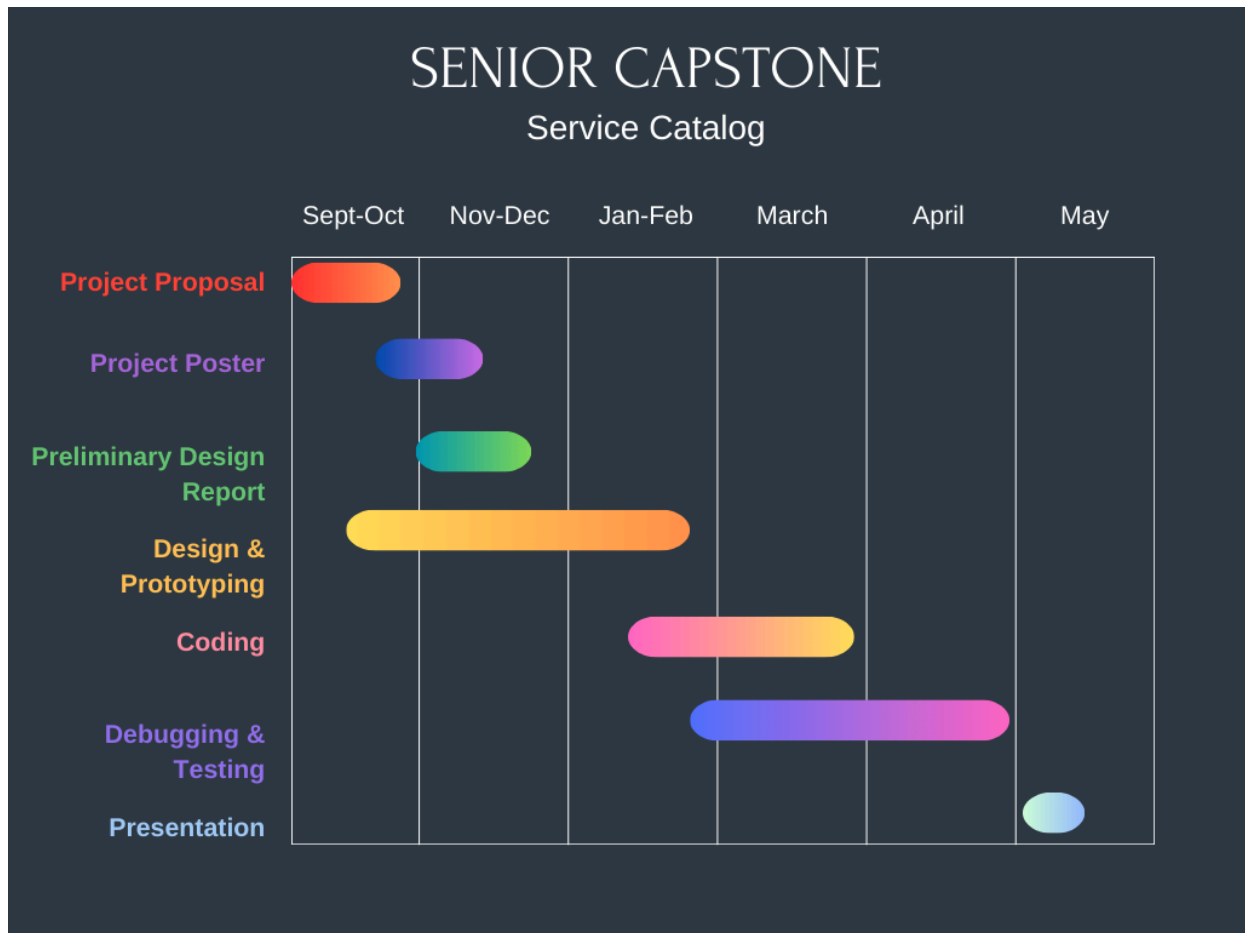 SENIOR CAPSTONE
Service Catalog
Sept-Oct Nov-Dec Jan-Feb March April May
Project Proposal
Project Poster
Preliminary Design
Report
Design &
Prototyping
Coding
Debugging &
Testing
Presentation